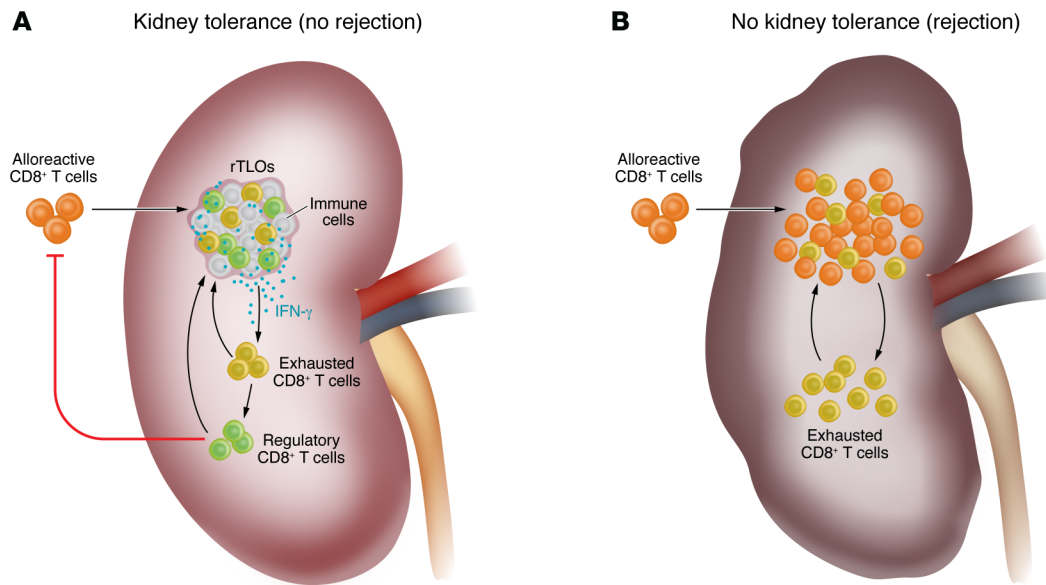 A
Kidney tolerance (no rejection)
Alloreactive
CD8⁺ T cells
rTLOs
Immune
cells
IFN-γ
Exhausted
CD8⁺ T cells
Regulatory
CD8⁺ T cells
B
No kidney tolerance (rejection)
Alloreactive
CD8⁺ T cells
Exhausted
CD8⁺ T cells